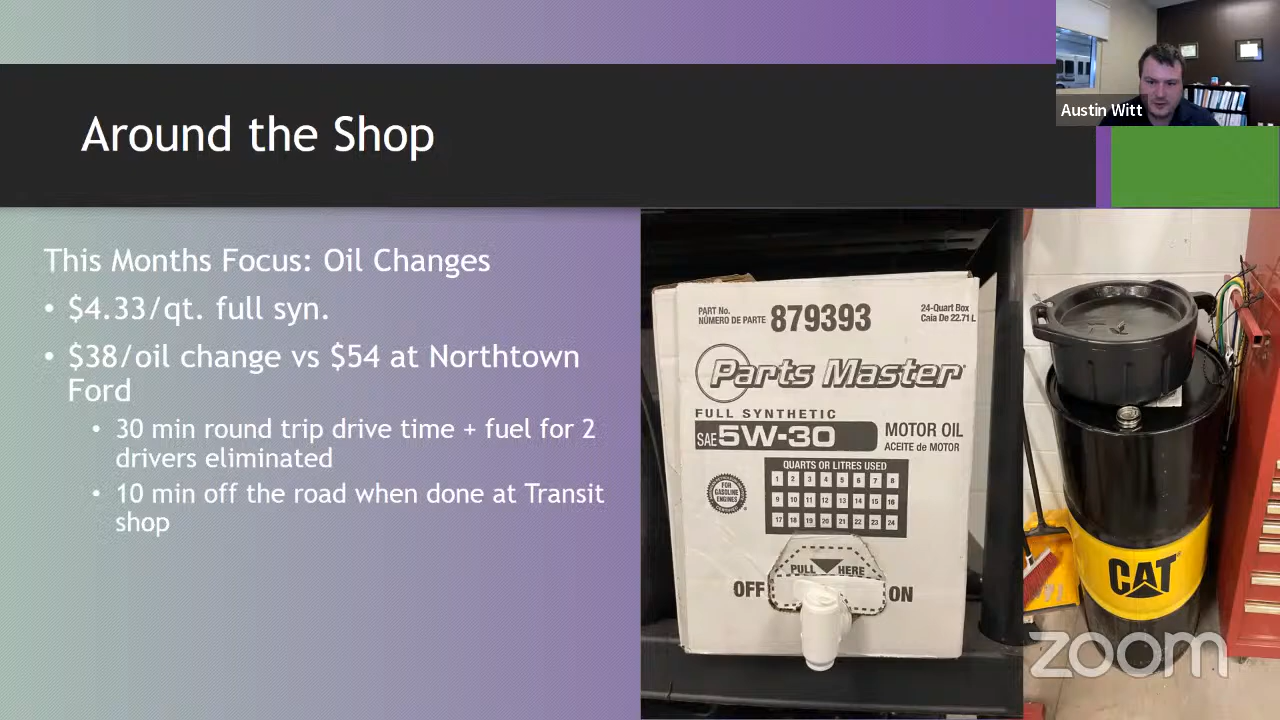 Around the Shop
Austin Witt
This Months Focus: Oil Changes
• $4.33/qt. full syn.
• $38/oil change vs $54 at Northtown
Ford
• 30 min round trip drive time + fuel for 2
drivers eliminated
• 10 min off the road when done at Transit
shop
PART No.
NÚMERO DE PARTE 879393
24-Quart Box
Caja De 22.71 L
Parts Master
FULL SYNTHETIC
SAE 5W-30
MOTOR OIL
ACEITE de MOTOR
QUARTS OR LITRES USED
1 2 3 4 5 6 7 8
9 10 11 12 13 14 15 16
17 18 19 20 21 22 23 24
FOR
GASOLINE
ENGINES
PULL HERE
OFF ON
CAT
zoom